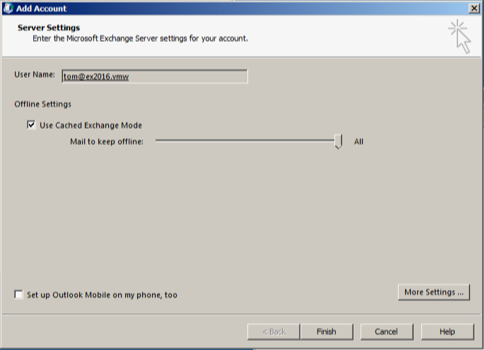 Add Account
Server Settings
Enter the Microsoft Exchange Server settings for your account.
User Name: tom@ex2016.vmw
Offline Settings
Use Cached Exchange Mode
Mail to keep offline: All
Set up Outlook Mobile on my phone, too
More Settings ...
< Back Finish Cancel Help